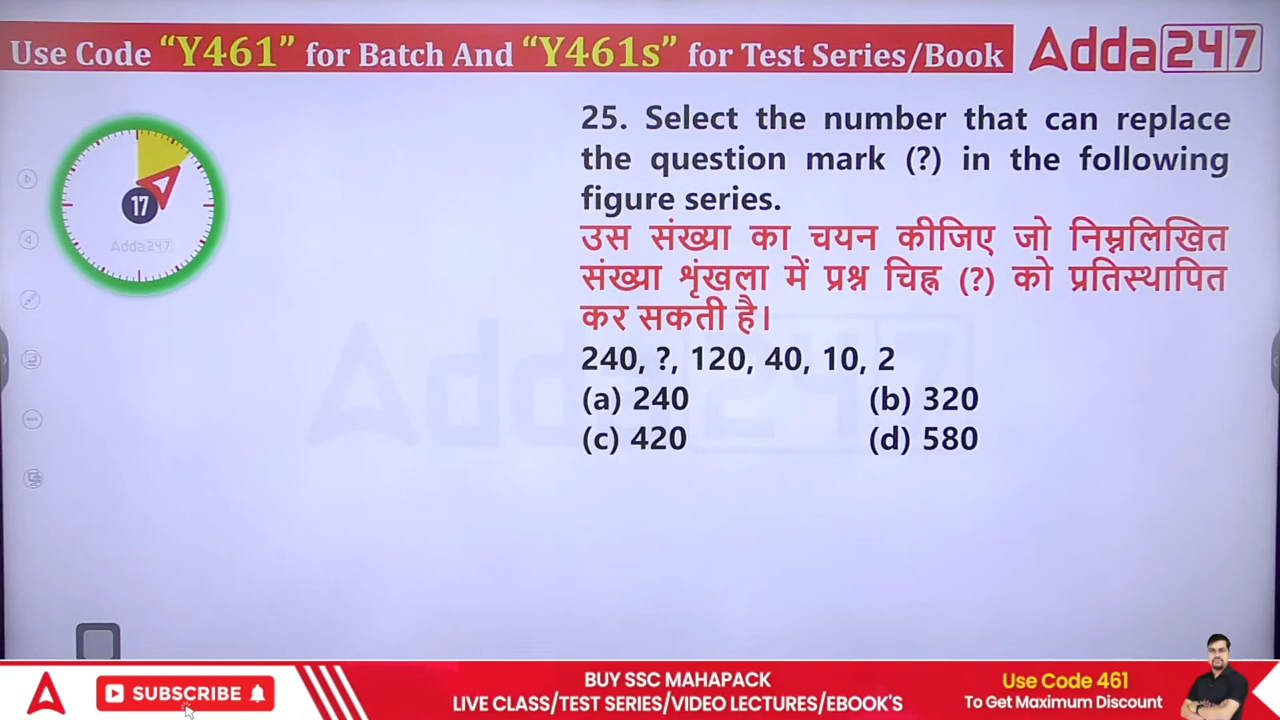 Use Code “Y461” for Batch And “Y461s” for Test Series/Book
Adda247
25. Select the number that can replace
the question mark (?) in the following
figure series.
उस संख्या का चयन कीजिए जो निम्नलिखित
संख्या शृंखला में प्रश्न चिह्न (?) को प्रतिस्थापित
कर सकती है।
240, ?, 120, 40, 10, 2
(a) 240 (b) 320
(c) 420 (d) 580
17
Adda247
SUBSCRIBE
BUY SSC MAHAPACK
LIVE CLASS/TEST SERIES/VIDEO LECTURES/EBOOK'S
Use Code 461
To Get Maximum Discount